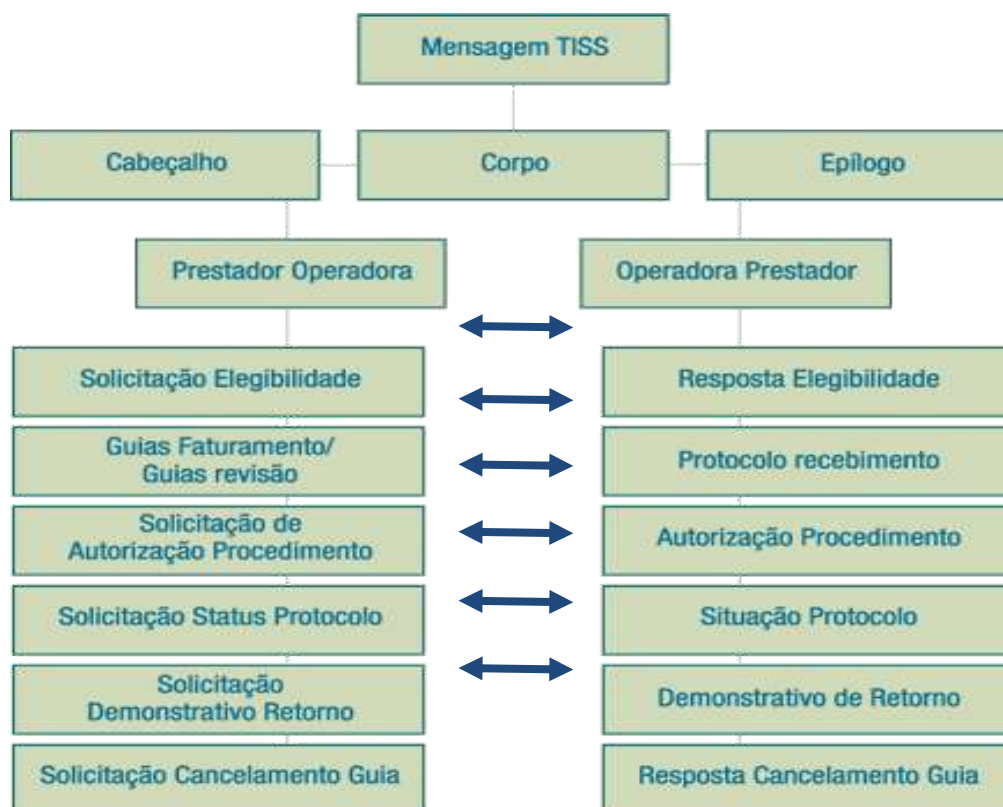 Mensagem TISS
Cabeçalho
Corpo
Epílogo
Prestador Operadora
Operadora Prestador
Solicitação Elegibilidade
Resposta Elegibilidade
Guias Faturamento/
Guias revisão
Protocolo recebimento
Solicitação de
Autorização Procedimento
Autorização Procedimento
Solicitação Status Protocolo
Situação Protocolo
Solicitação
Demonstrativo Retorno
Demonstrativo de Retorno
Solicitação Cancelamento Guia
Resposta Cancelamento Guia